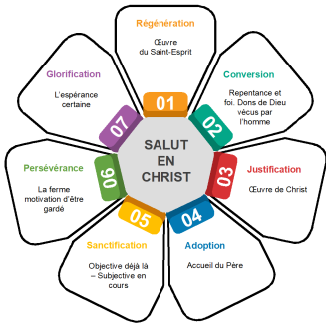 Régénération
Œuvre
du Saint-Esprit
01
Conversion
Repentance et
foi. Dons de Dieu
vécus par
l'homme
02
Justification
Œuvre de Christ
03
Adoption
Accueil du Père
04
Sanctification
Objective déjà là
– Subjective en
cours
05
Persévérance
La ferme
motivation d'être
gardé
06
Glorification
L'espérance
certaine
07
SALUT
EN
CHRIST